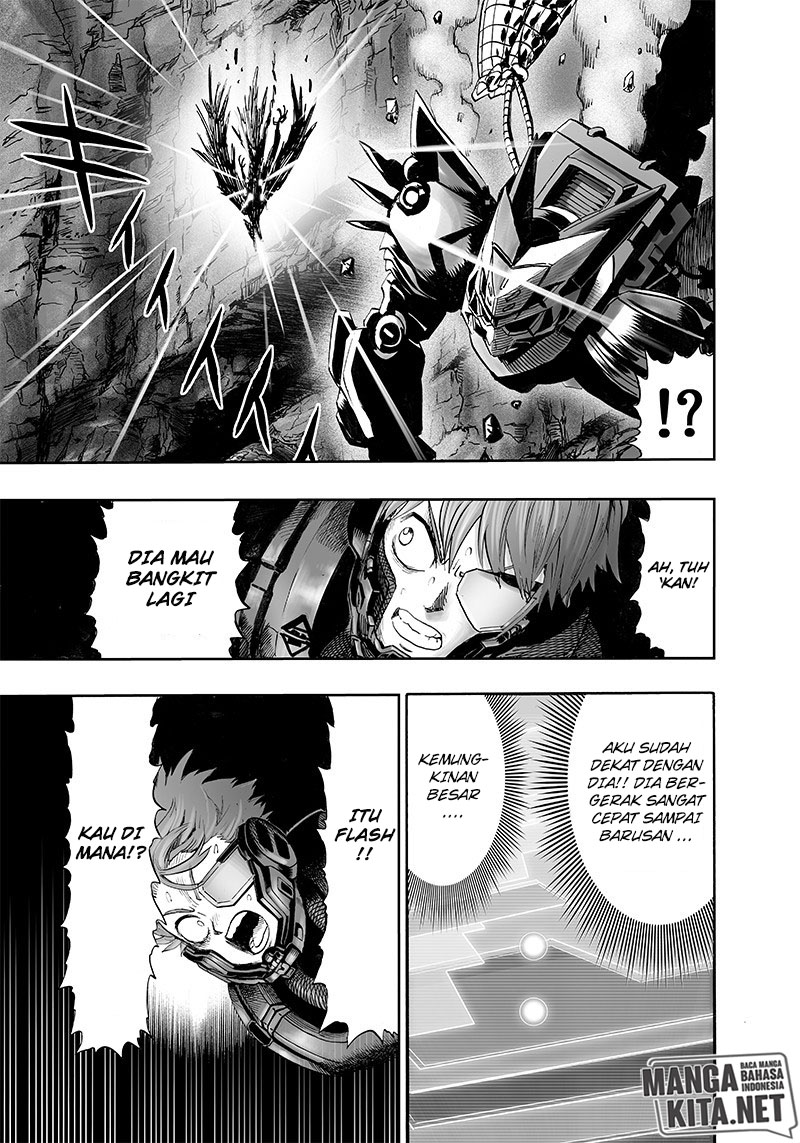 キィィィィィィ
!?
AH, TUH
'KAN!
DIA MAU
BANGKIT
LAGI
AKU SUDAH
DEKAT DENGAN
DIA!! DIA BER-
GERAK SANGAT
CEPAT SAMPAI
BARUSAN ...
KEMUNG-
KINAN
BESAR
....
ITU
FLASH
!!
KAU DI
MANA!?
MANGA
BACA MANGA
BAHASA
INDONESIA
KITA.NET